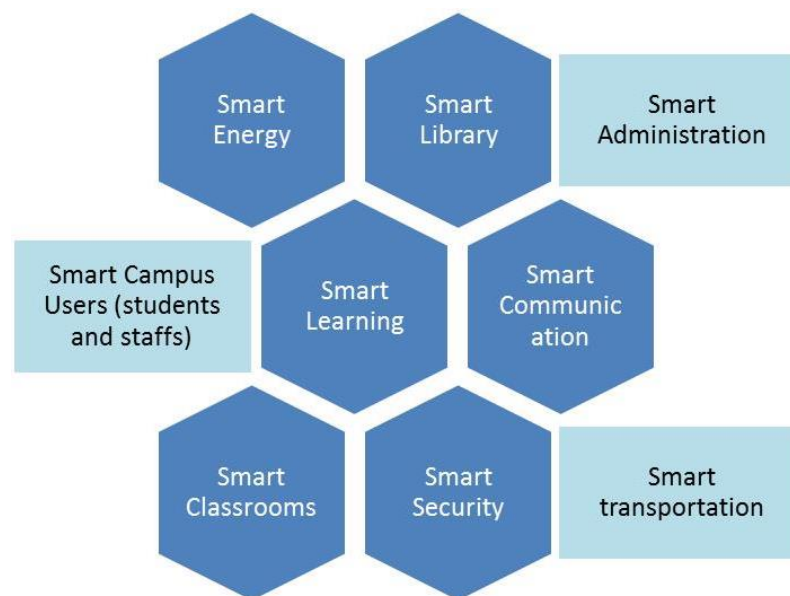 Smart
Energy
Smart
Library
Smart
Administration
Smart Campus
Users (students
and staffs)
Smart
Learning
Smart
Communic
ation
Smart
Classrooms
Smart
Security
Smart
transportation